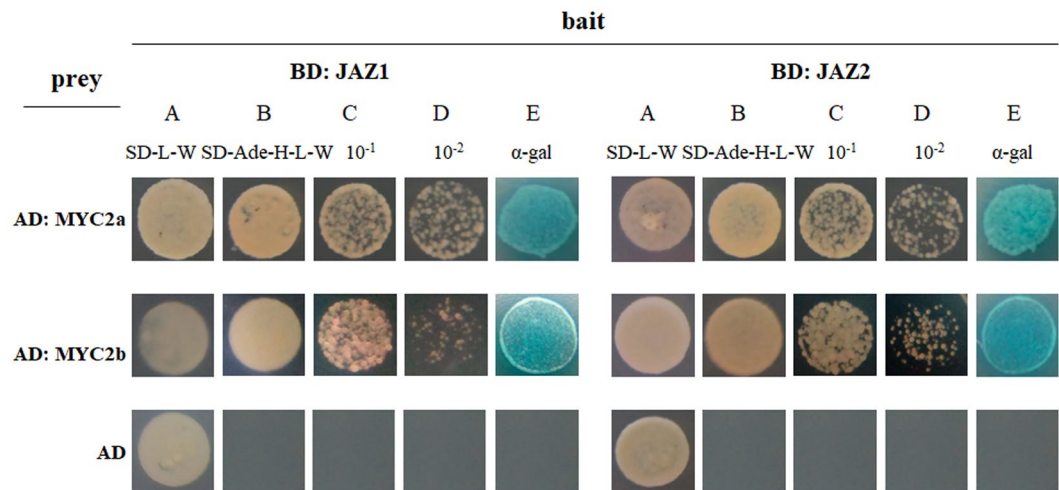 bait
prey
BD: JAZ1 BD: JAZ2
A B C D E A B C D E
SD-L-W SD-Ade-H-L-W 10⁻¹ 10⁻² α-gal SD-L-W SD-Ade-H-L-W 10⁻¹ 10⁻² α-gal
AD: MYC2a
AD: MYC2b
AD